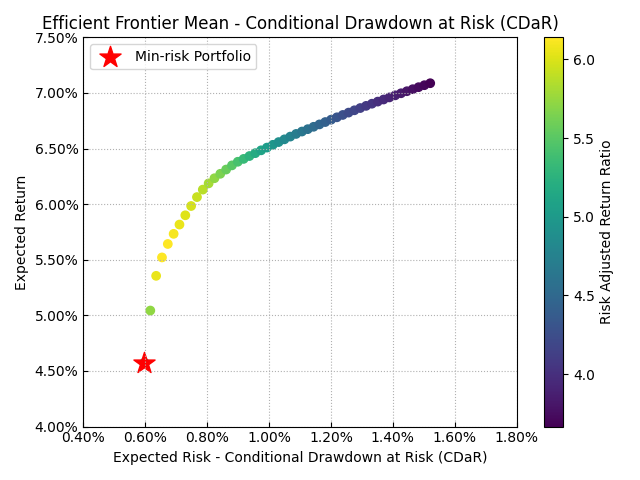 Efficient Frontier Mean - Conditional Drawdown at Risk (CDaR)
Min-risk Portfolio
7.50%
7.00%
6.50%
6.00%
5.50%
5.00%
4.50%
4.00%
Expected Return
0.40% 0.60% 0.80% 1.00% 1.20% 1.40% 1.60% 1.80%
Expected Risk - Conditional Drawdown at Risk (CDaR)
6.0
5.5
5.0
4.5
4.0
Risk Adjusted Return Ratio